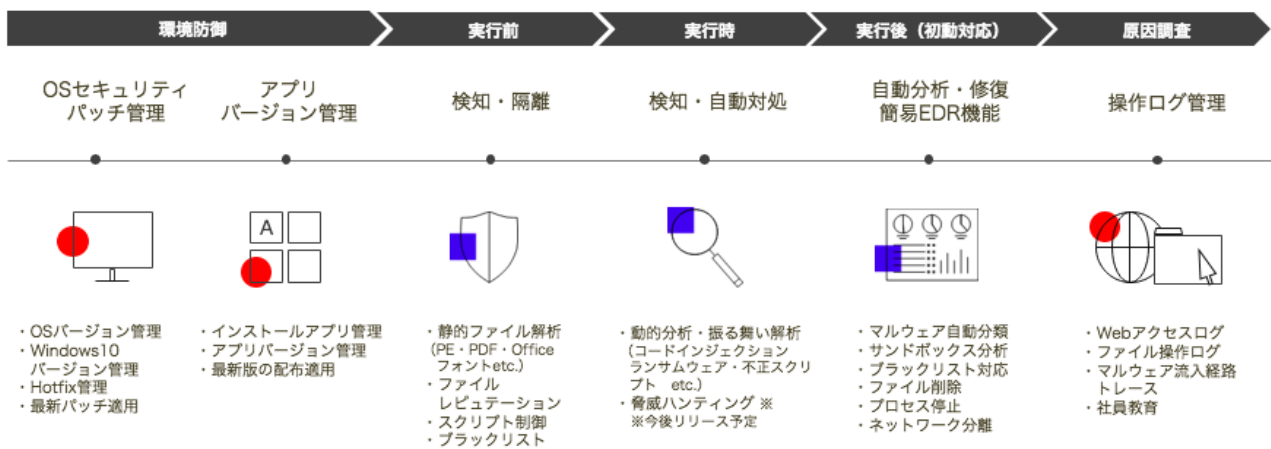 環境防御
実行前
実行時
実行後（初動対応）
原因調査
OSセキュリティ
パッチ管理
アプリ
バージョン管理
検知・隔離
検知・自動対処
自動分析・修復
簡易EDR機能
操作ログ管理
A
・OSバージョン管理
・Windows10
バージョン管理
・Hotfix管理
・最新パッチ適用
・インストールアプリ管理
・アプリバージョン管理
・最新版の配布適用
・静的ファイル解析
(PE・PDF・Office
フォントetc.)
・ファイル
レピュテーション
・スクリプト制御
・ブラックリスト
・動的分析・振る舞い解析
(コードインジェクション
ランサムウェア・不正スクリ
プト etc.)
・脅威ハンティング ※
※今後リリース予定
・マルウェア自動分類
・サンドボックス分析
・ブラックリスト対応
・ファイル削除
・プロセス停止
・ネットワーク分離
・Webアクセスログ
・ファイル操作ログ
・マルウェア流入経路
トレース
・社員教育